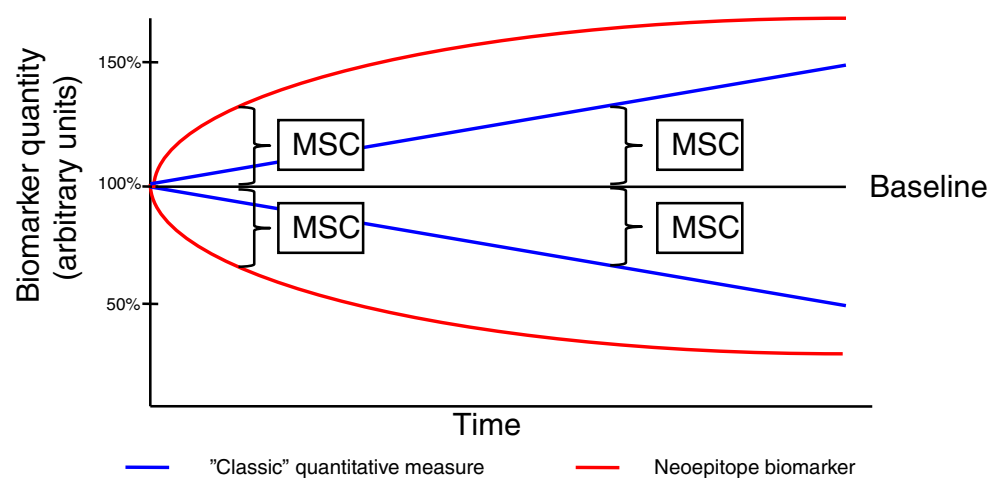 Biomarker quantity
(arbitrary units)
150%
100%
50%
MSC
MSC
MSC
MSC
Baseline
Time
”Classic” quantitative measure
Neoepitope biomarker